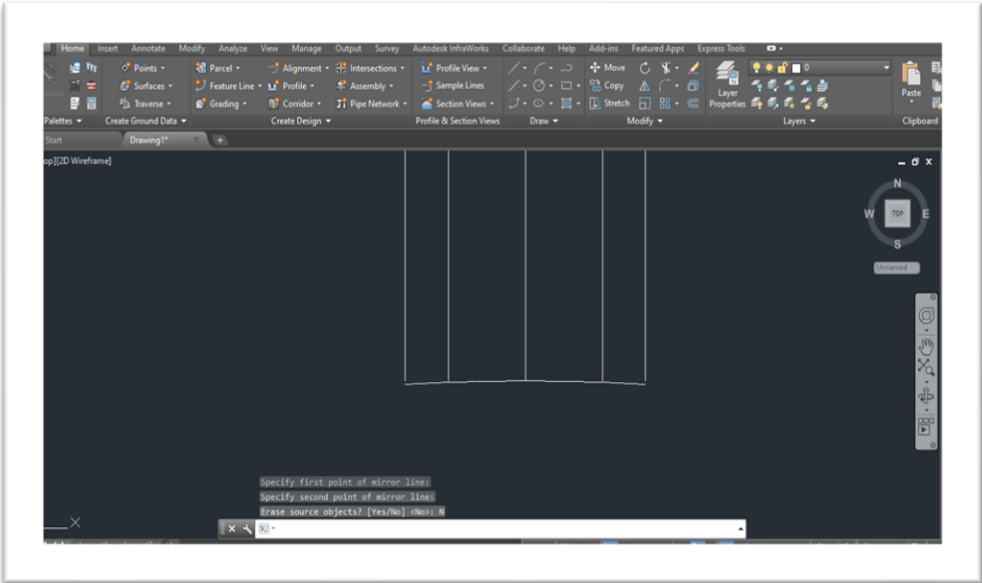 Home Insert Annotate Modify Analyze View Manage Output Survey Autodesk InfraWorks Collaborate Help Add-ins Featured Apps Express Tools
Points Parcel Alignment Intersections Profile View Move 0
Surfaces Feature Line Profile Assembly Sample Lines Copy Layer Properties Paste
Traverse Grading Corridor Pipe Network Section Views Stretch
Palettes Create Ground Data Create Design Profile & Section Views Draw Modify Layers Clipboard
Start Drawing1*
op][2D Wireframe]
N
W TOP E
S
Unnamed
Specify first point of mirror line:
Specify second point of mirror line:
Erase source objects? [Yes/No] <No>: N
X